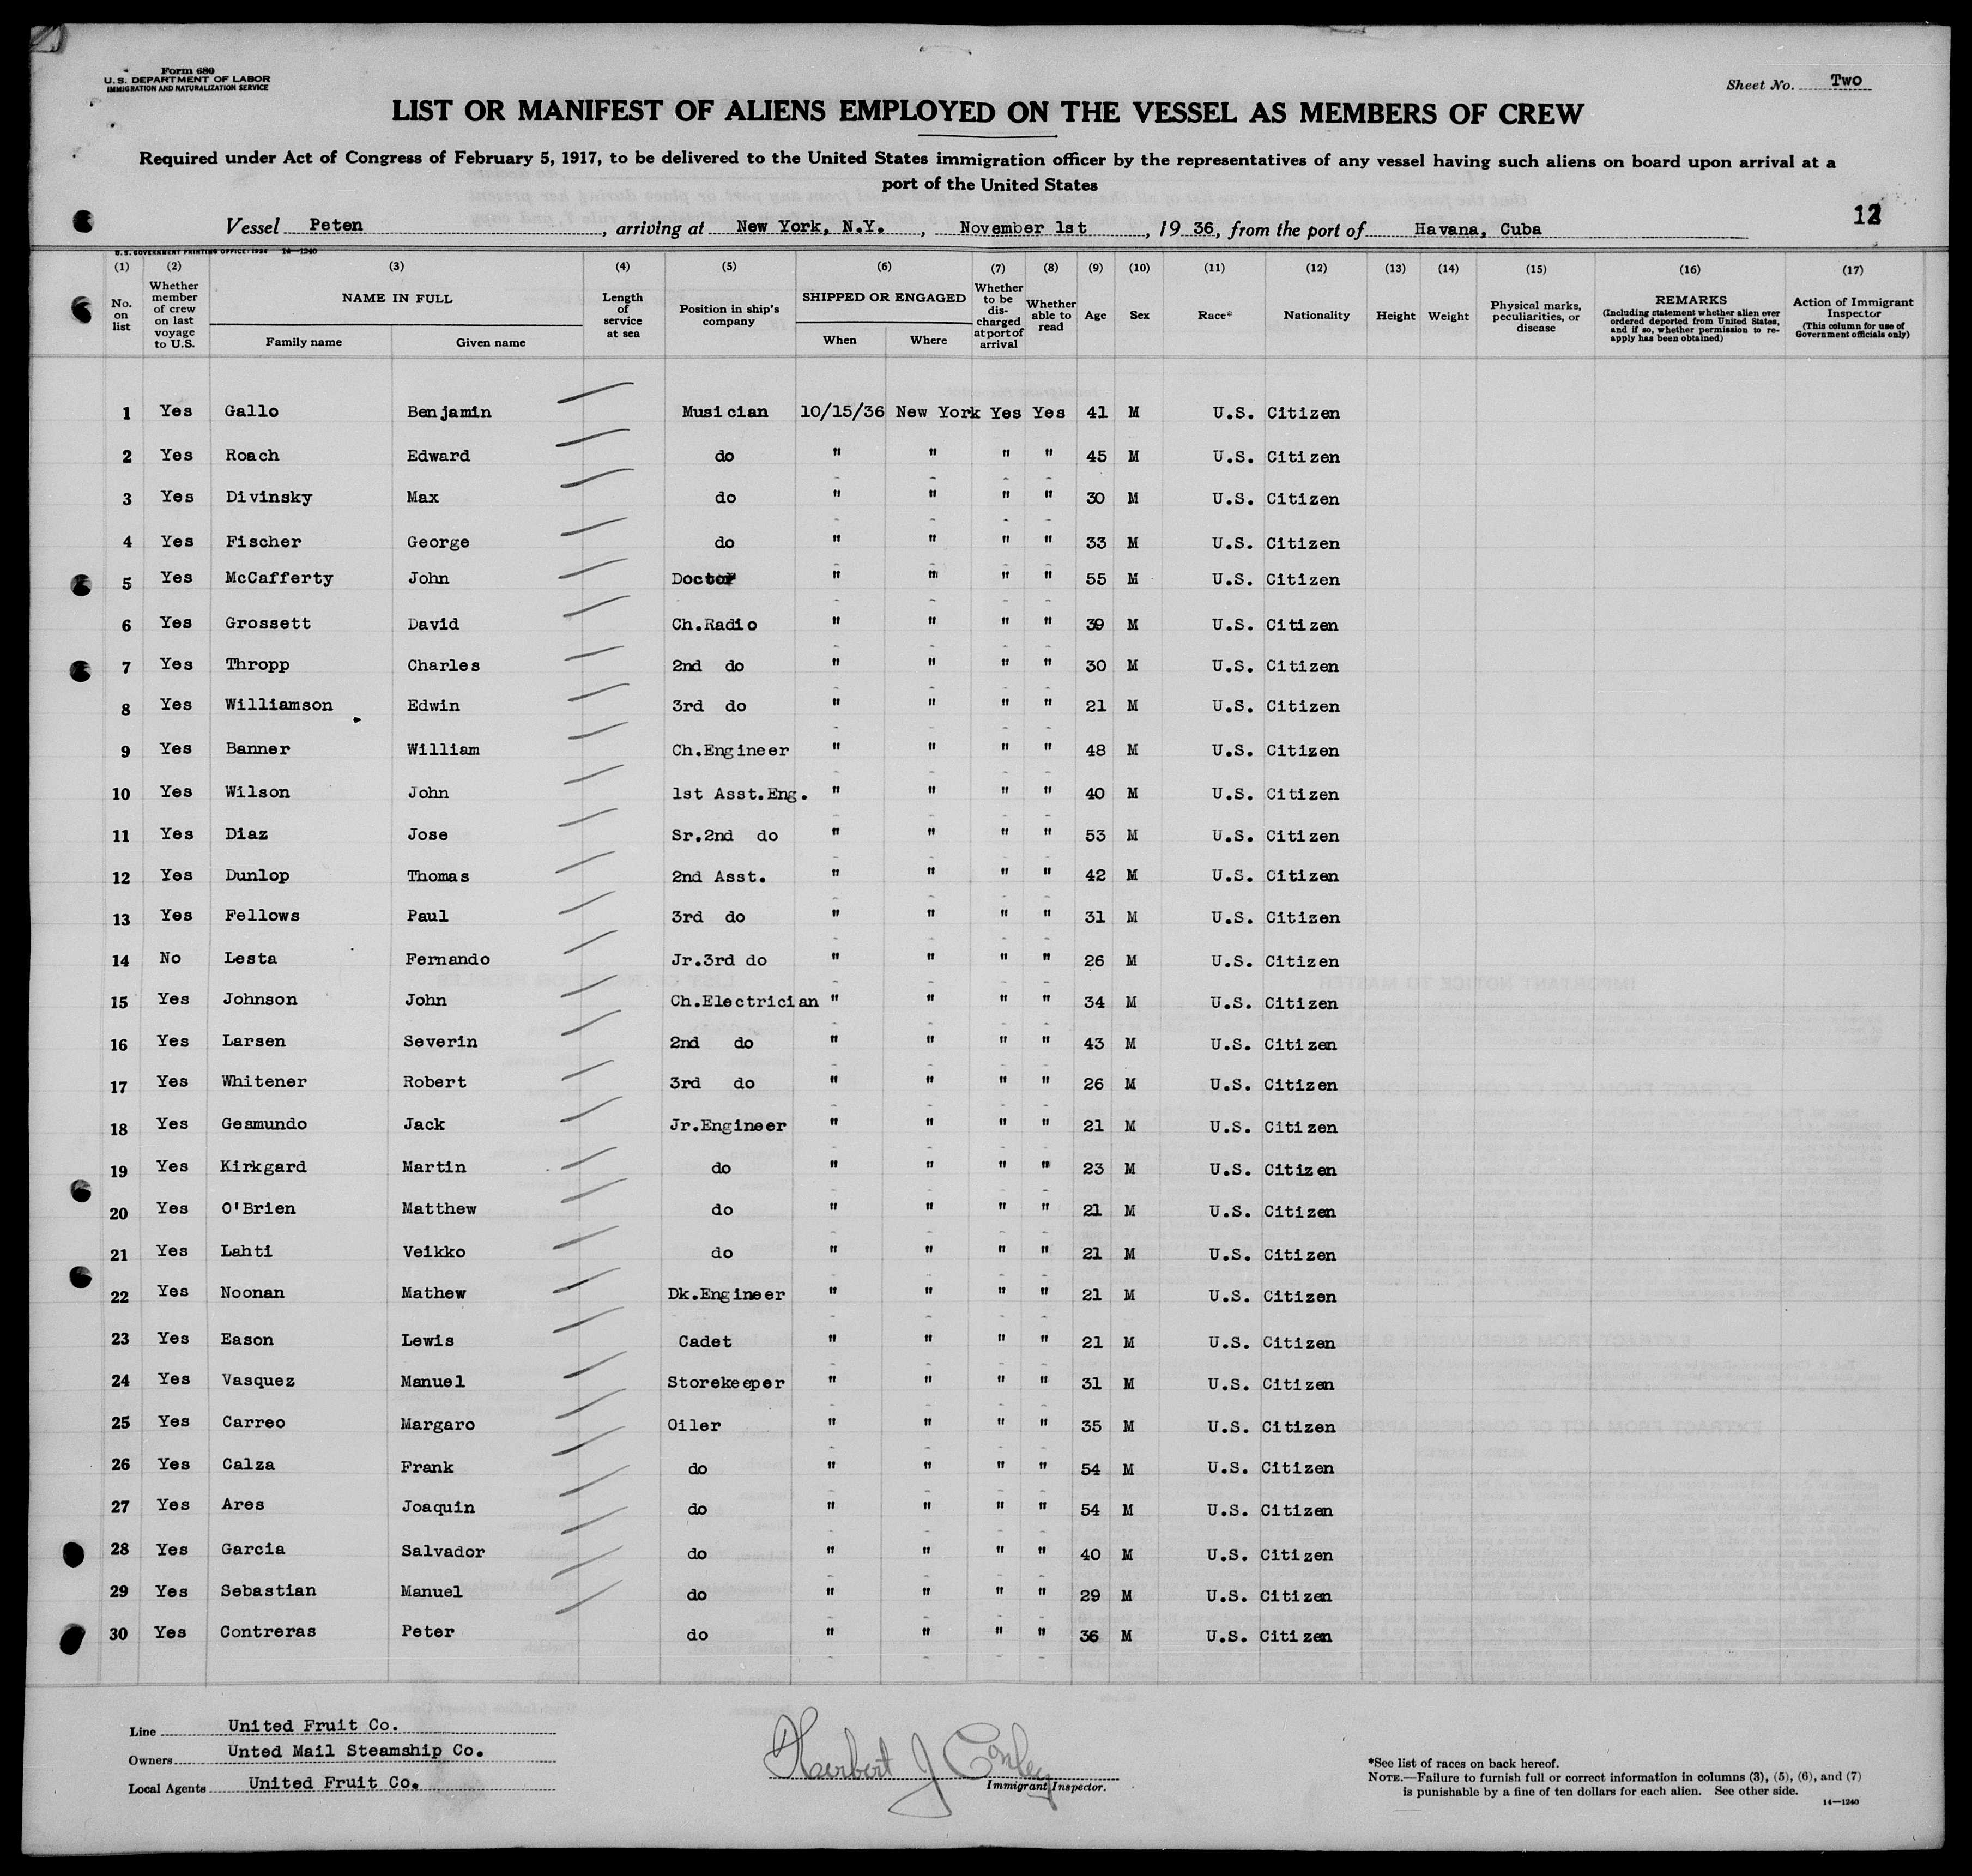 Form 680
U.S. DEPARTMENT OF LABOR
IMMIGRATION AND NATURALIZATION SERVICE
Sheet No. Two
LIST OR MANIFEST OF ALIENS EMPLOYED ON THE VESSEL AS MEMBERS OF CREW
Required under Act of Congress of February 5, 1917, to be delivered to the United States immigration officer by the representatives of any vessel having such aliens on board upon arrival at a
port of the United States
Vessel Peten, arriving at New York, N.Y., November 1st, 1936, from the port of Havana, Cuba
U.S. GOVERNMENT PRINTING OFFICE: 1934 14—1240
(1) No. on list
(2) Whether member of crew on last voyage to U.S.
(3) NAME IN FULL Family name Given name
(4) Length of service at sea
(5) Position in ship's company
(6) SHIPPED OR ENGAGED When Where
(7) Whether to be discharged at port of arrival
(8) Whether able to read
(9) Age
(10) Sex
(11) Race*
(12) Nationality
(13) Height
(14) Weight
(15) Physical marks, peculiarities, or disease
(16) REMARKS (Including statement whether alien ever ordered deported from United States, and if so, whether permission to re-apply has been obtained)
(17) Action of Immigrant Inspector (This column for use of Government officials only)
1 Yes Gallo Benjamin Musician 10/15/36 New York Yes Yes 41 M U.S. Citizen
2 Yes Roach Edward do " " " " 45 M U.S. Citizen
3 Yes Divinsky Max do " " " " 30 M U.S. Citizen
4 Yes Fischer George do " " " " 33 M U.S. Citizen
5 Yes McCafferty John Doctor " " " " 55 M U.S. Citizen
6 Yes Grossett David Ch.Radio " " " " 39 M U.S. Citizen
7 Yes Thropp Charles 2nd do " " " " 30 M U.S. Citizen
8 Yes Williamson Edwin 3rd do " " " " 21 M U.S. Citizen
9 Yes Banner William Ch.Engineer " " " " 48 M U.S. Citizen
10 Yes Wilson John 1st Asst.Eng. " " " " 40 M U.S. Citizen
11 Yes Diaz Jose Sr.2nd do " " " " 53 M U.S. Citizen
12 Yes Dunlop Thomas 2nd Asst. " " " " 42 M U.S. Citizen
13 Yes Fellows Paul 3rd do " " " " 31 M U.S. Citizen
14 No Lesta Fernando Jr.3rd do " " " " 26 M U.S. Citizen
15 Yes Johnson John Ch.Electrician " " " " 34 M U.S. Citizen
16 Yes Larsen Severin 2nd do " " " " 43 M U.S. Citizen
17 Yes Whitener Robert 3rd do " " " " 26 M U.S. Citizen
18 Yes Gesmundo Jack Jr.Engineer " " " " 21 M U.S. Citizen
19 Yes Kirkgard Martin do " " " " 23 M U.S. Citizen
20 Yes O'Brien Matthew do " " " " 21 M U.S. Citizen
21 Yes Lahti Veikko do " " " " 21 M U.S. Citizen
22 Yes Noonan Mathew Dk.Engineer " " " " 21 M U.S. Citizen
23 Yes Eason Lewis Cadet " " " " 21 M U.S. Citizen
24 Yes Vasquez Manuel Storekeeper " " " " 31 M U.S. Citizen
25 Yes Carreo Margaro Oiler " " " " 35 M U.S. Citizen
26 Yes Calza Frank do " " " " 54 M U.S. Citizen
27 Yes Ares Joaquin do " " " " 54 M U.S. Citizen
28 Yes Garcia Salvador do " " " " 40 M U.S. Citizen
29 Yes Sebastian Manuel do " " " " 29 M U.S. Citizen
30 Yes Contreras Peter do " " " " 36 M U.S. Citizen
Line United Fruit Co.
Owners Unted Mail Steamship Co.
Local Agents United Fruit Co.
Herbert J Conley
Immigrant Inspector.
*See list of races on back hereof.
NOTE.—Failure to furnish full or correct information in columns (3), (5), (6), and (7)
is punishable by a fine of ten dollars for each alien. See other side.
14—1240